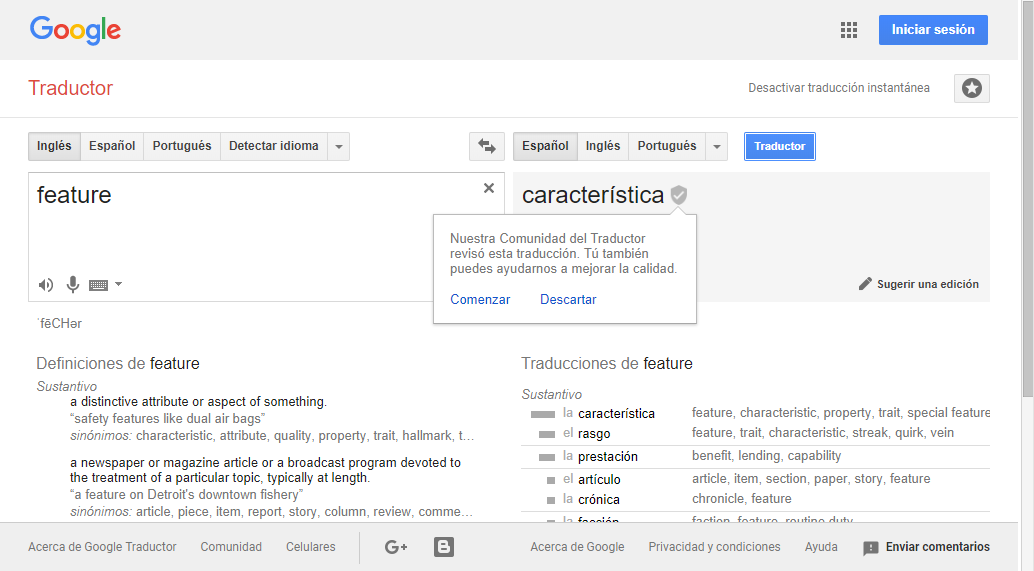 Google
Iniciar sesión
Traductor
Desactivar traducción instantánea
Inglés Español Portugués Detectar idioma
Español Inglés Portugués Traductor
feature
característica
Nuestra Comunidad del Traductor
revisó esta traducción. Tú también
puedes ayudarnos a mejorar la calidad.
Comenzar Descartar
Sugerir una edición
ˈfēCHər
Definiciones de feature
Sustantivo
a distinctive attribute or aspect of something.
“safety features like dual air bags”
sinónimos: characteristic, attribute, quality, property, trait, hallmark, t...
a newspaper or magazine article or a broadcast program devoted to
the treatment of a particular topic, typically at length.
“a feature on Detroit's downtown fishery”
sinónimos: article, piece, item, report, story, column, review, comme...
Traducciones de feature
Sustantivo
la característica feature, characteristic, property, trait, special feature
el rasgo feature, trait, characteristic, streak, quirk, vein
la prestación benefit, lending, capability
el artículo article, item, section, paper, story, feature
la crónica chronicle, feature
la facción faction, feature, routine duty
Acerca de Google Traductor Comunidad Celulares G+ B
Acerca de Google Privacidad y condiciones Ayuda Enviar comentarios